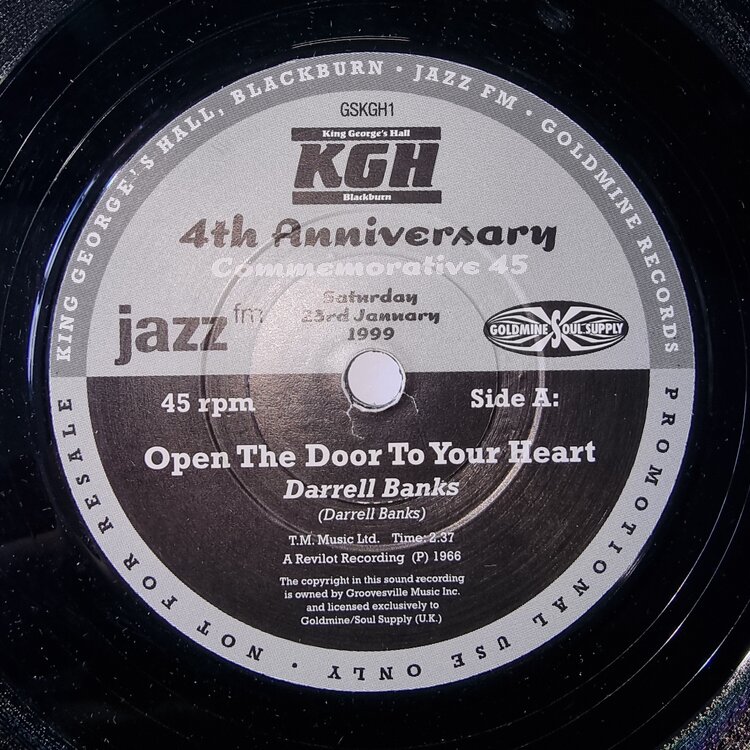 KING GEORGE'S HALL, BLACKBURN • JAZZ FM • GOLDMINE RECORDS
GSKGH1
King George's Hall
KGH
Blackburn
4th Anniversary
Commemorative 45
Saturday
23rd January
1999
jazz fm
GOLDMINE SOUL SUPPLY
45 rpm
Side A:
Open The Door To Your Heart
Darrell Banks
(Darrell Banks)
T.M. Music Ltd. Time: 2.37
A Revilot Recording (P) 1966
The copyright in this sound recording
is owned by Groovesville Music Inc.
and licensed exclusively to
Goldmine/Soul Supply (U.K.)
PROMOTIONAL USE ONLY • NOT FOR RESALE